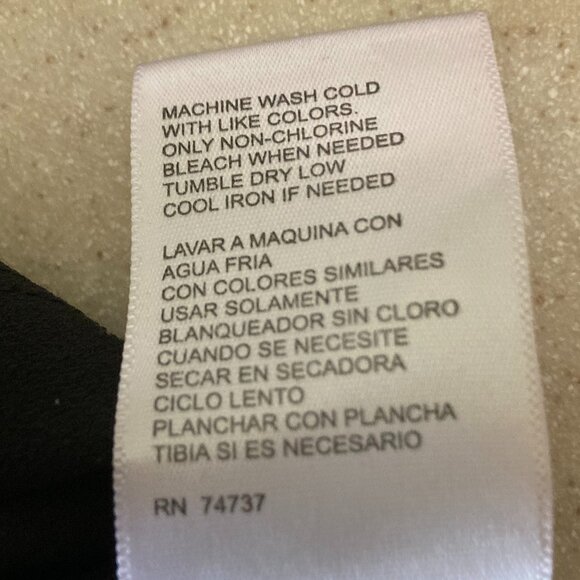 MACHINE WASH COLD
WITH LIKE COLORS.
ONLY NON-CHLORINE
BLEACH WHEN NEEDED
TUMBLE DRY LOW
COOL IRON IF NEEDED
LAVAR A MAQUINA CON
AGUA FRIA
CON COLORES SIMILARES
USAR SOLAMENTE
BLANQUEADOR SIN CLORO
CUANDO SE NECESITE
SECAR EN SECADORA
CICLO LENTO
PLANCHAR CON PLANCHA
TIBIA SI ES NECESARIO
RN 74737